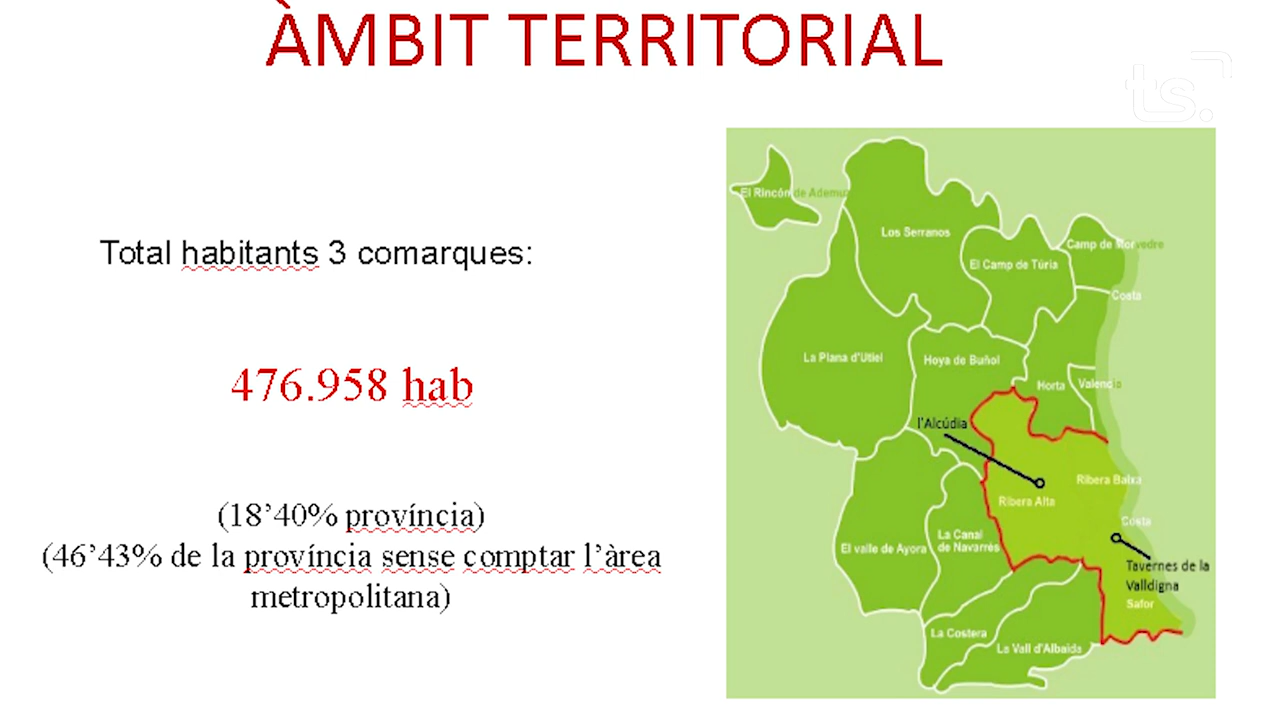 ÀMBIT TERRITORIAL
ts.
Total habitants 3 comarques:
476.958 hab
(18’40% província)
(46’43% de la província sense comptar l’àrea
metropolitana)
El Rincón de Ademuz
Los Serranos
Camp de Morvedre
El Camp de Túria
Costa
La Plana d'Utiel
Hoya de Buñol
Horta
Valencia
l'Alcúdia
Ribera Baixa
Ribera Alta
Costa
La Canal
de Navarrés
El valle de Ayora
Tavernes de la
Valldigna
Safor
La Costera
La Vall d'Albaida